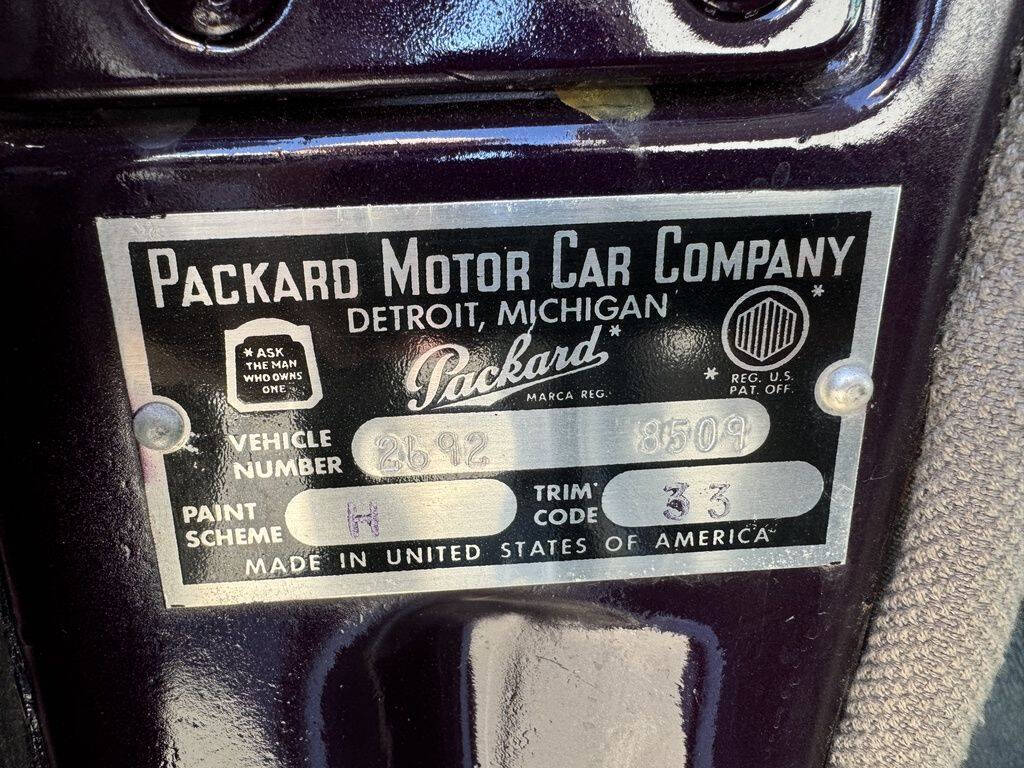 PACKARD MOTOR CAR COMPANY
DETROIT, MICHIGAN
* ASK
THE MAN
WHO OWNS
ONE
Packard*
MARCA REG.
*
* REG. U.S.
PAT. OFF.
VEHICLE
NUMBER 2692 8509
PAINT
SCHEME H
TRIM
CODE 33
MADE IN UNITED STATES OF AMERICA